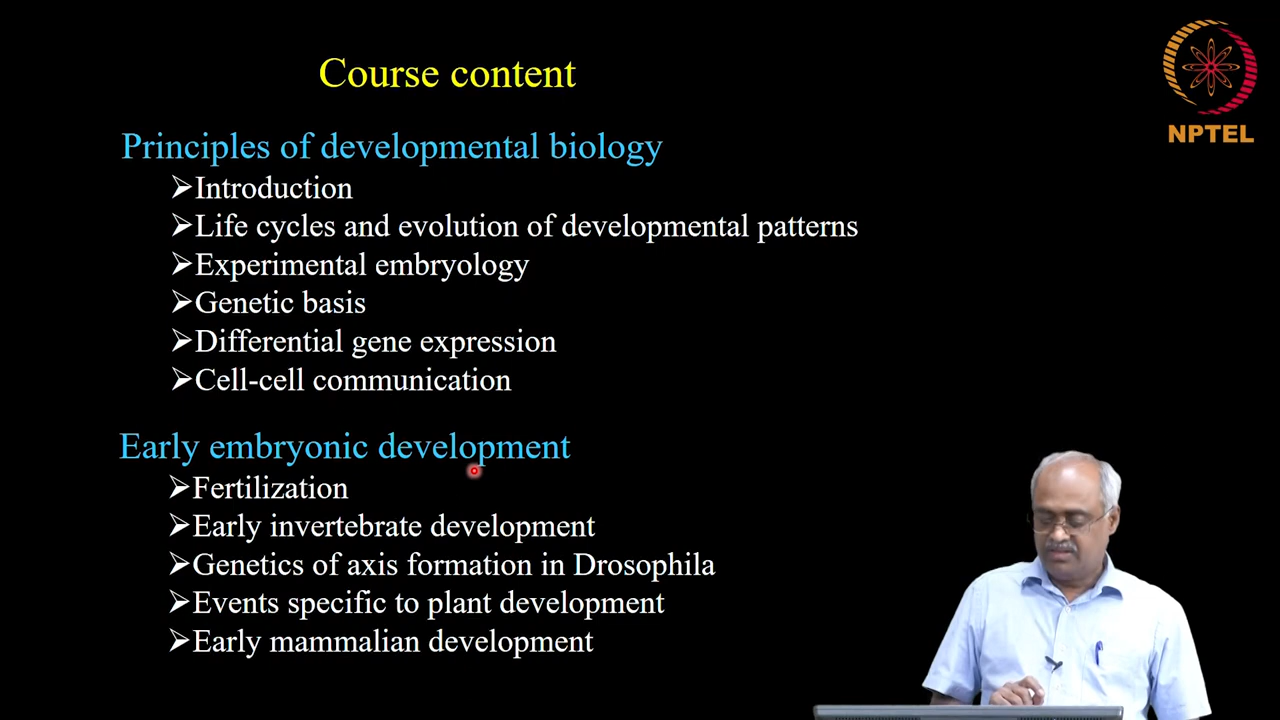 Course content
NPTEL
Principles of developmental biology
➢Introduction
➢Life cycles and evolution of developmental patterns
➢Experimental embryology
➢Genetic basis
➢Differential gene expression
➢Cell-cell communication
Early embryonic development
➢Fertilization
➢Early invertebrate development
➢Genetics of axis formation in Drosophila
➢Events specific to plant development
➢Early mammalian development